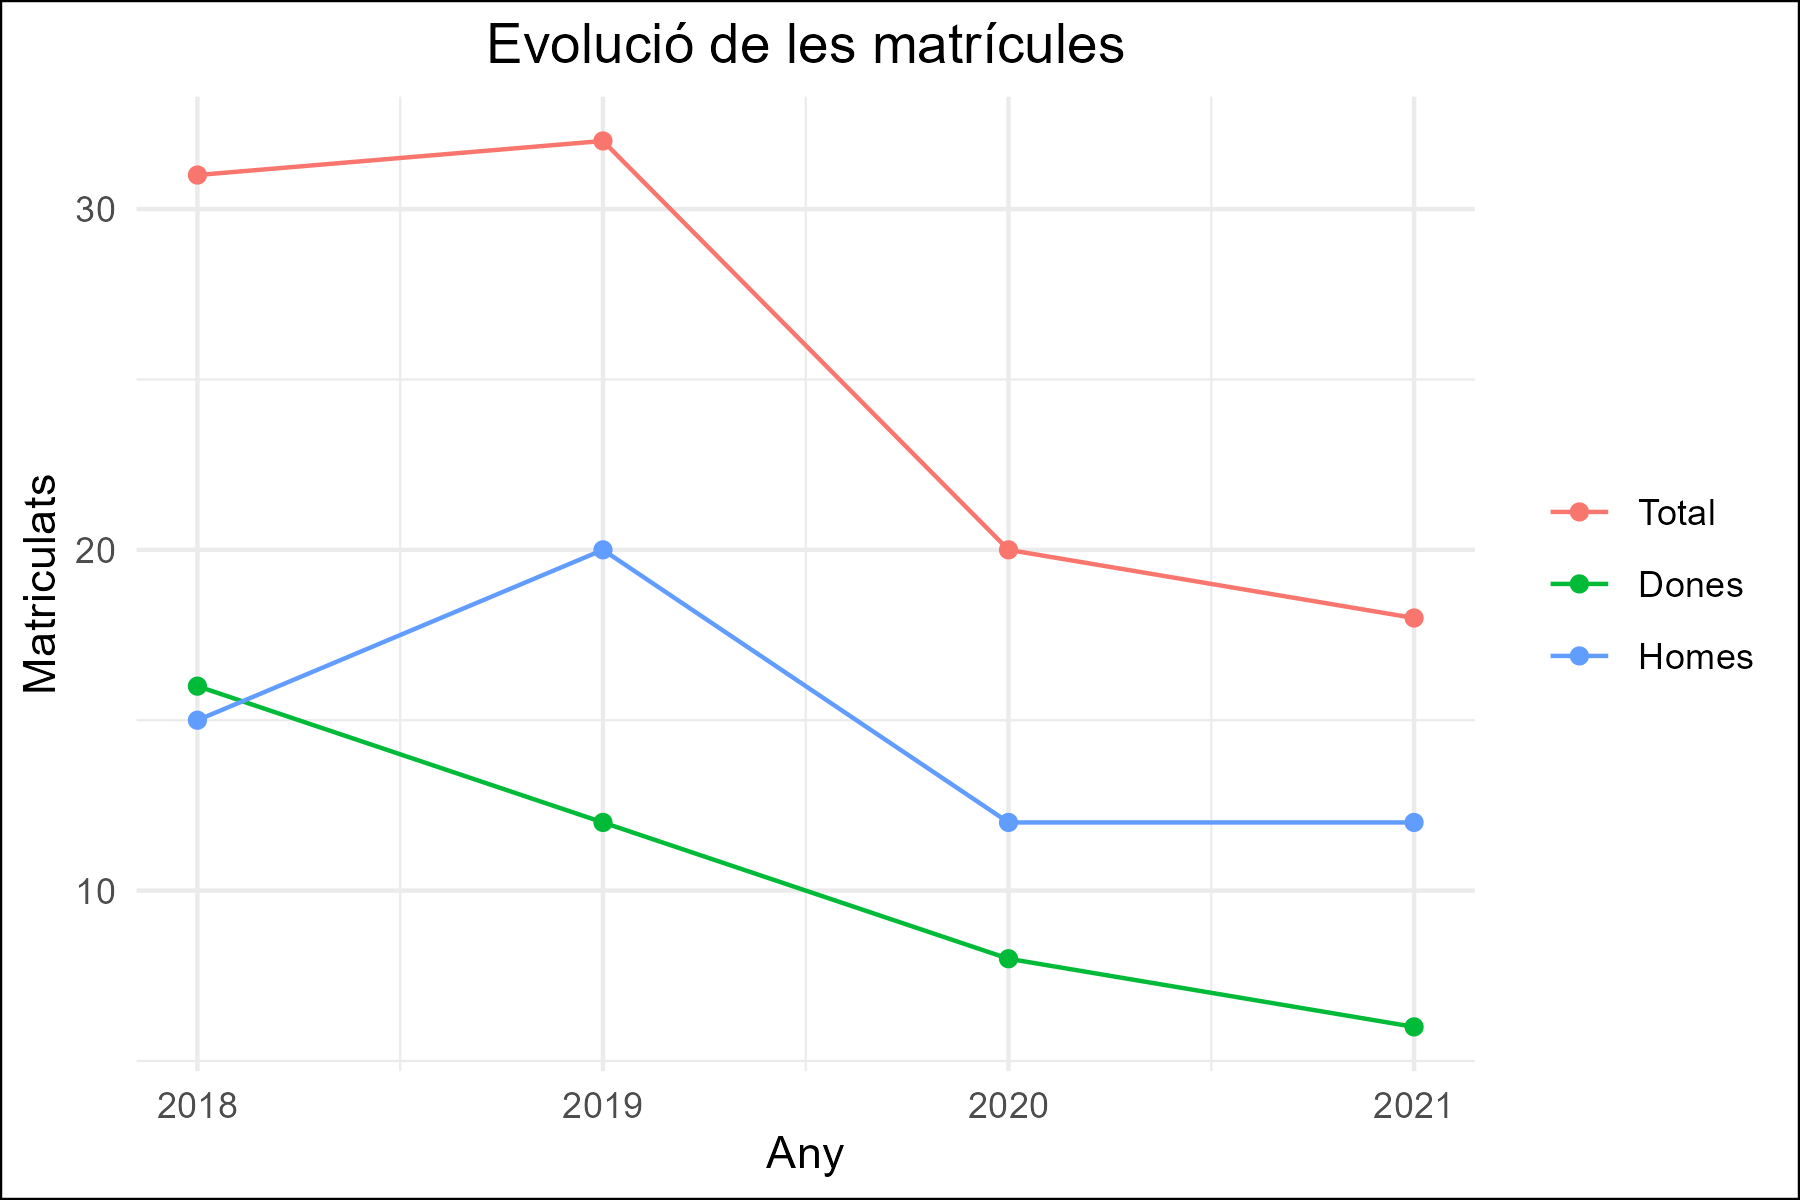 Evolució de les matrícules
Matriculats
30
20
10
2018
2019
2020
2021
Any
Total
Dones
Homes